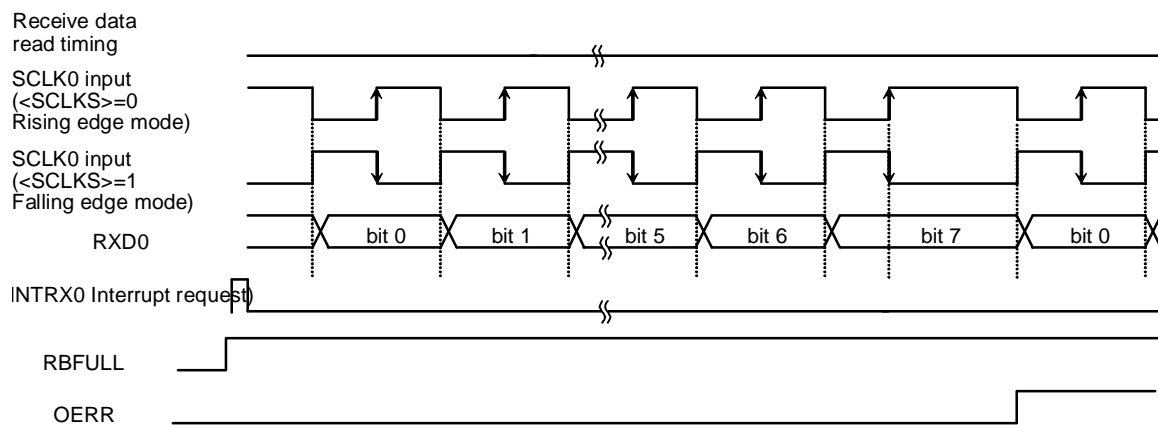 Receive data
read timing
SCLK0 input
(<SCLKS>=0
Rising edge mode)
SCLK0 input
(<SCLKS>=1
Falling edge mode)
RXD0
bit 0
bit 1
bit 5
bit 6
bit 7
bit 0
INTRX0 Interrupt request)
RBFULL
OERR